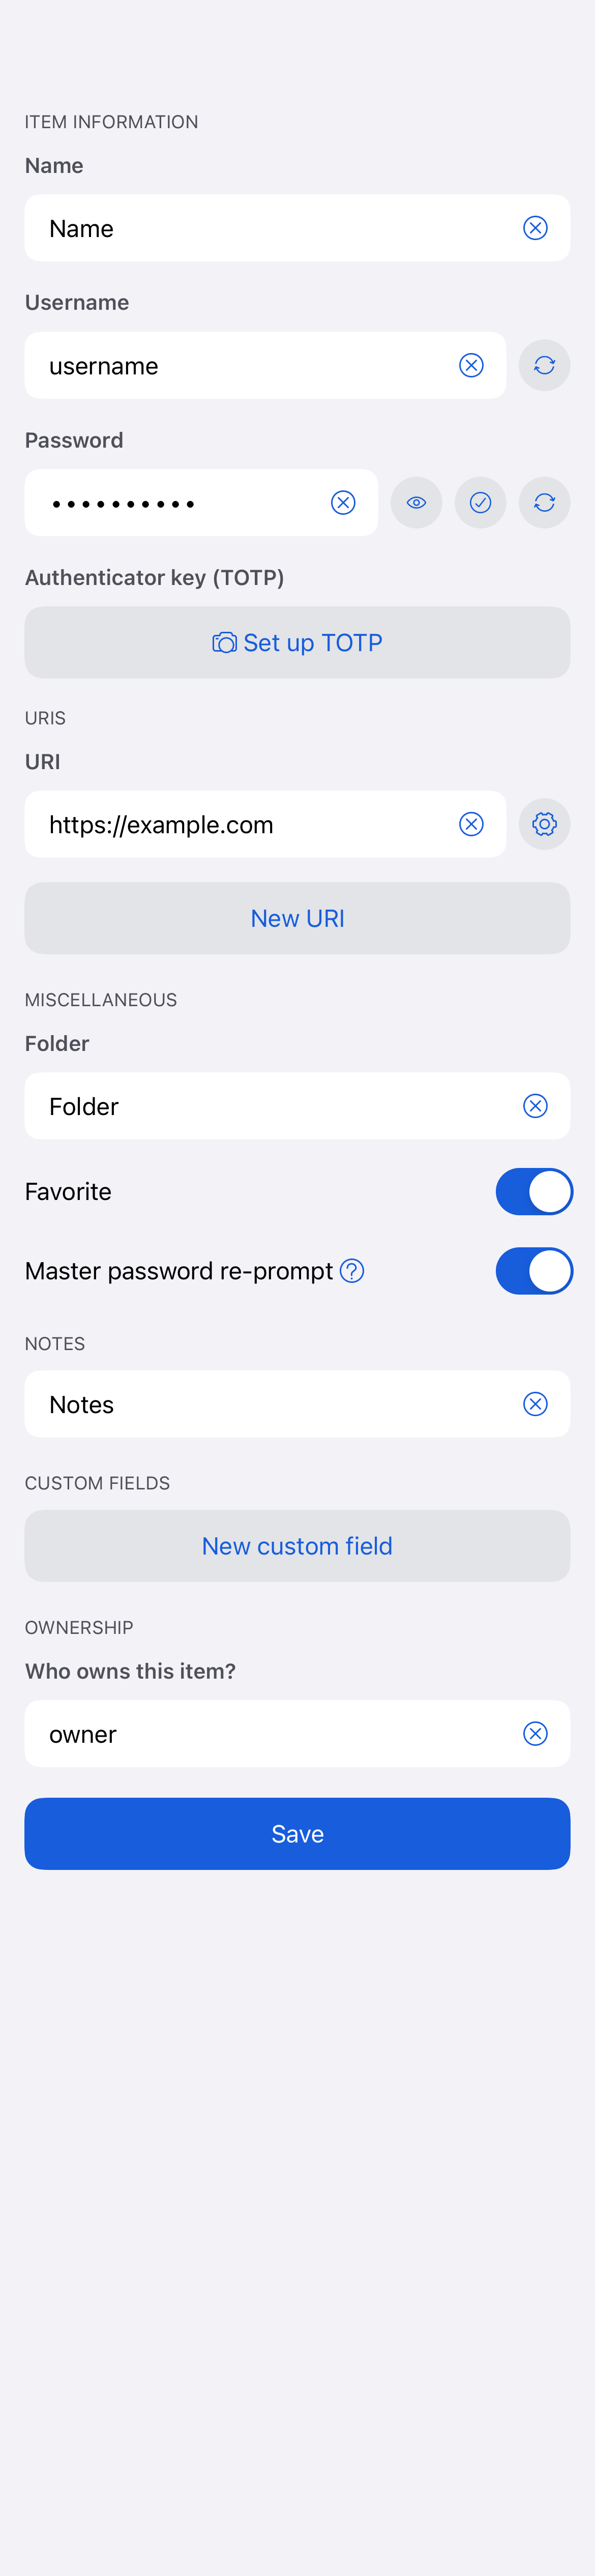 ITEM INFORMATION
Name
Name
Username
username
Password
••••••••••
Authenticator key (TOTP)
Set up TOTP
URIS
URI
https://example.com
New URI
MISCELLANEOUS
Folder
Folder
Favorite
Master password re-prompt
NOTES
Notes
CUSTOM FIELDS
New custom field
OWNERSHIP
Who owns this item?
owner
Save